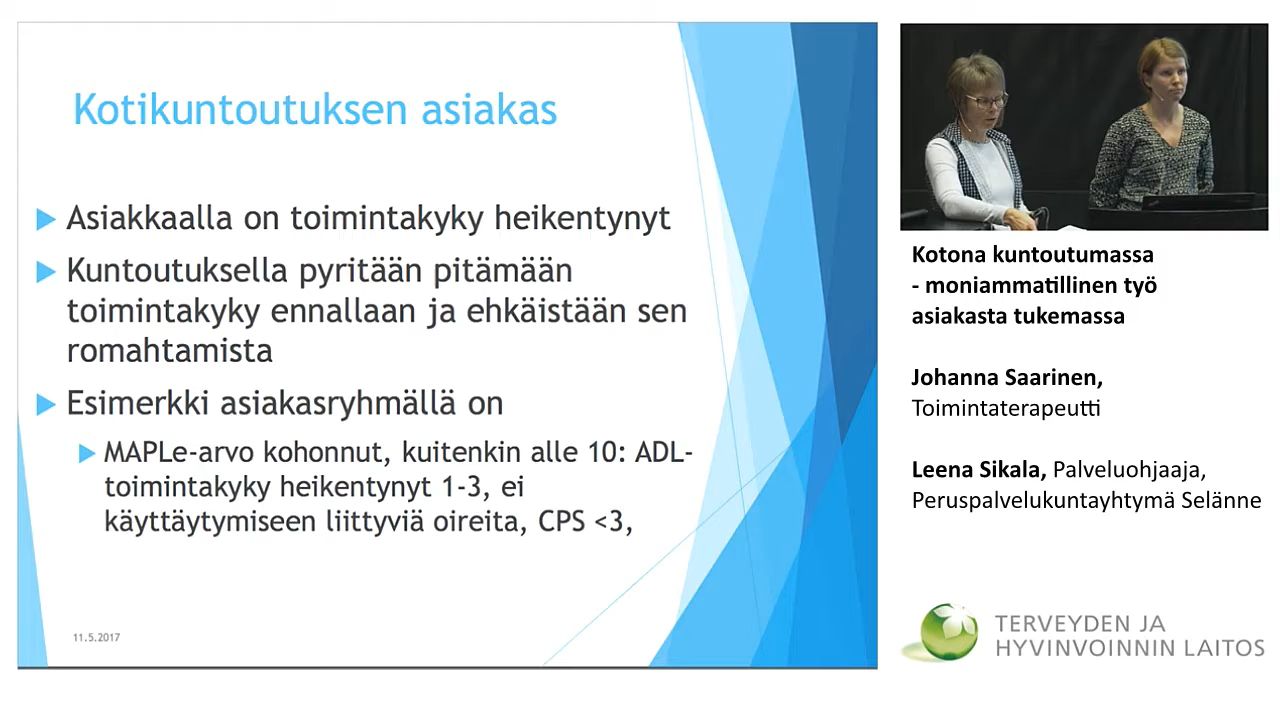 Kotikuntoutuksen asiakas
Asiakkaalla on toimintakyky heikentynyt
Kuntoutuksella pyritään pitämään
toimintakyky ennallaan ja ehkäistään sen
romahtamista
Esimerkki asiakasryhmällä on
MAPLe-arvo kohonnut, kuitenkin alle 10: ADL-
toimintakyky heikentynyt 1-3, ei
käyttäytymiseen liittyviä oireita, CPS <3,
11.5.2017
Kotona kuntoutumassa
- moniammatillinen työ
asiakasta tukemassa
Johanna Saarinen,
Toimintaterapeutti
Leena Sikala, Palveluohjaaja,
Peruspalvelukuntayhtymä Selänne
TERVEYDEN JA
HYVINVOINNIN LAITOS